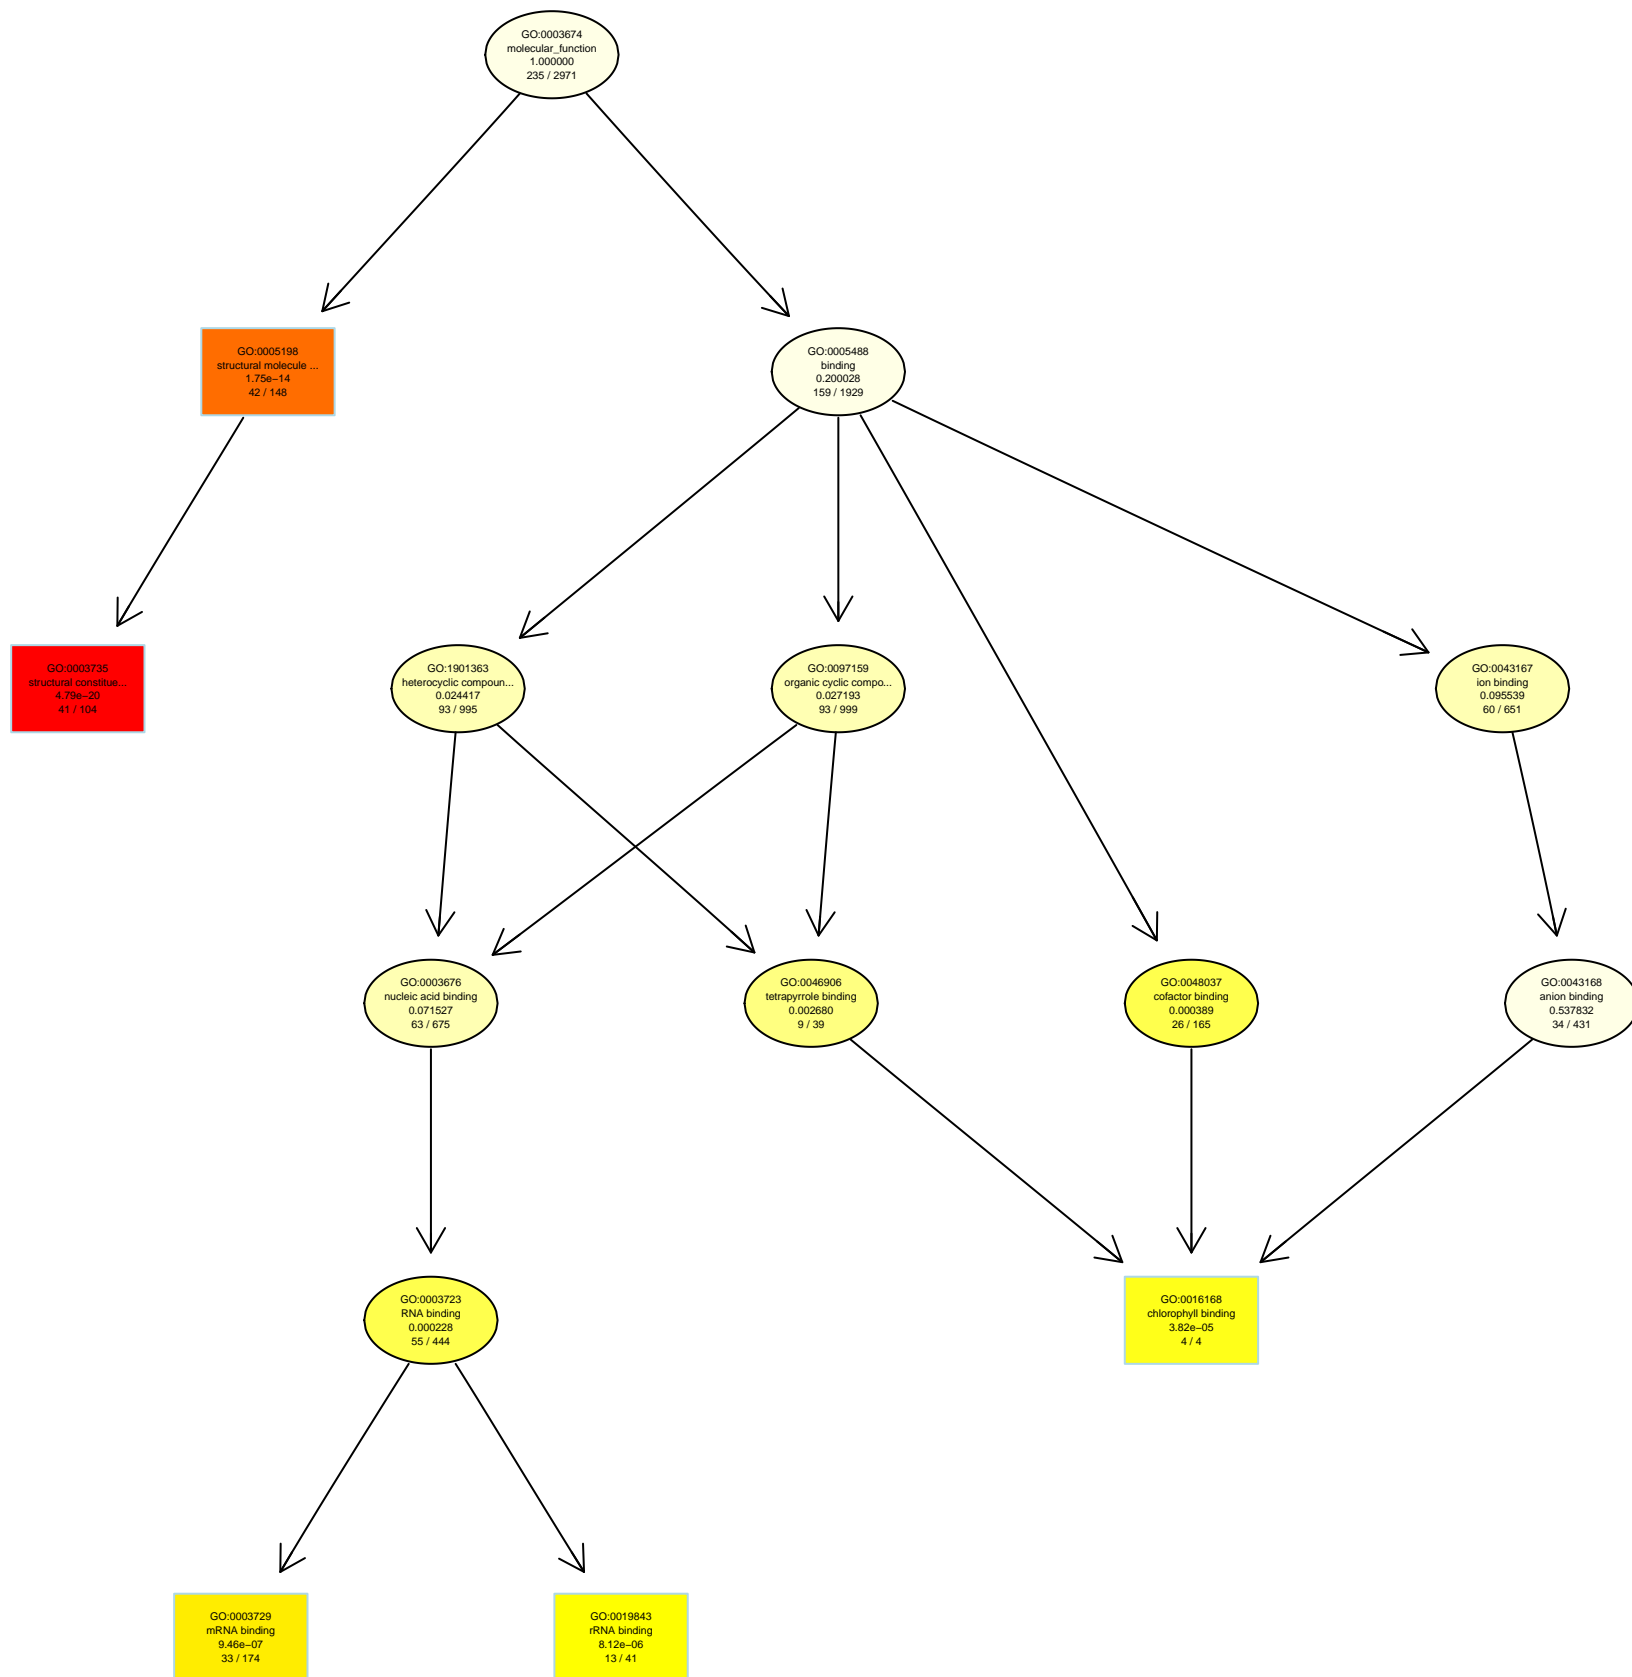 GO:0003674
molecular_function
1.000000
235 / 2971
GO:0005198
structural molecule ...
1.75e−14
42 / 148
GO:0005488
binding
0.200028
159 / 1929
GO:0003735
structural constitue...
4.79e−20
41 / 104
GO:1901363
heterocyclic compoun...
0.024417
93 / 995
GO:0097159
organic cyclic compo...
0.027193
93 / 999
GO:0043167
ion binding
0.095539
60 / 651
GO:0003676
nucleic acid binding
0.071527
63 / 675
GO:0046906
tetrapyrrole binding
0.002680
9 / 39
GO:0048037
cofactor binding
0.000389
26 / 165
GO:0043168
anion binding
0.537832
34 / 431
GO:0003723
RNA binding
0.000228
55 / 444
GO:0016168
chlorophyll binding
3.82e−05
4 / 4
GO:0003729
mRNA binding
9.46e−07
33 / 174
GO:0019843
rRNA binding
8.12e−06
13 / 41